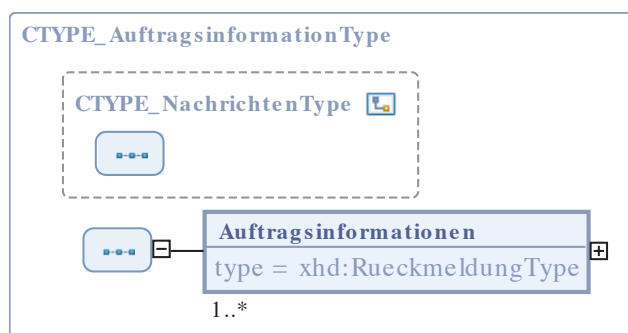 CTYPE_AuftragsinformationType
CTYPE_NachrichtenType
Auftragsinformationen
type = xhd:RueckmeldungType
1..*